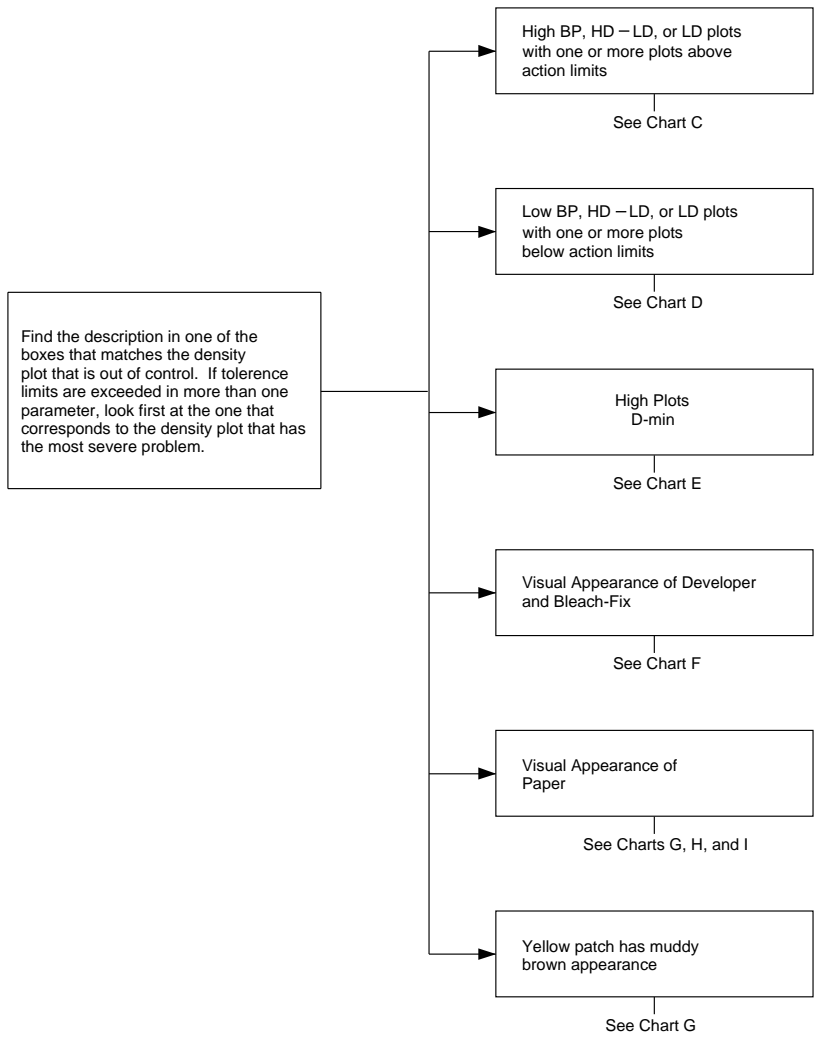 High BP, HD – LD, or LD plots
with one or more plots above
action limits
See Chart C
Low BP, HD – LD, or LD plots
with one or more plots
below action limits
See Chart D
Find the description in one of the
boxes that matches the density
plot that is out of control.  If tolerence
limits are exceeded in more than one
parameter, look first at the one that
corresponds to the density plot that has
the most severe problem.
High Plots
D-min
See Chart E
Visual Appearance of Developer
and Bleach-Fix
See Chart F
Visual Appearance of
Paper
See Charts G, H, and I
Yellow patch has muddy
brown appearance
See Chart G